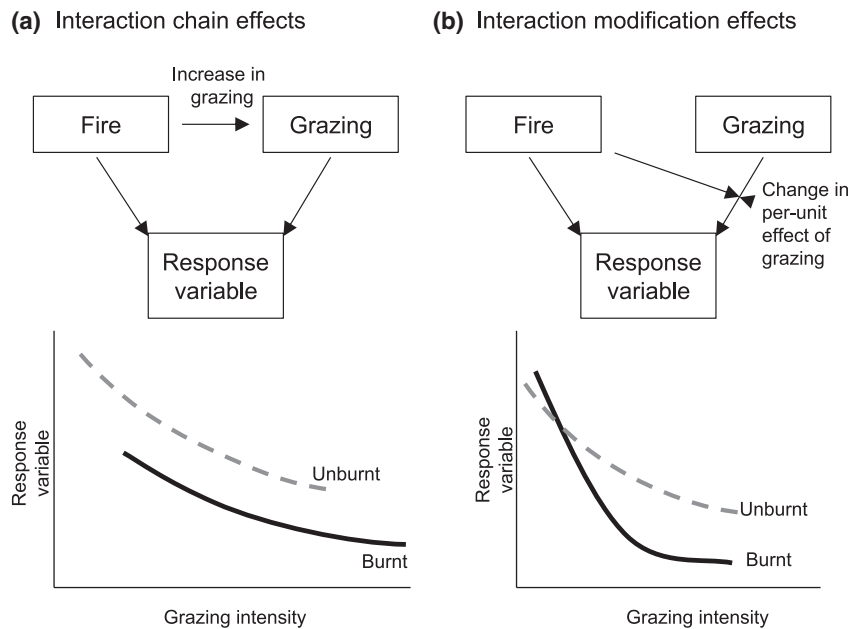 (a) Interaction chain effects
Increase in
grazing
Fire
Grazing
Response
variable
Response
variable
Unburnt
Burnt
Grazing intensity
(b) Interaction modification effects
Fire
Grazing
Change in
per-unit
effect of
grazing
Response
variable
Response
variable
Unburnt
Burnt
Grazing intensity